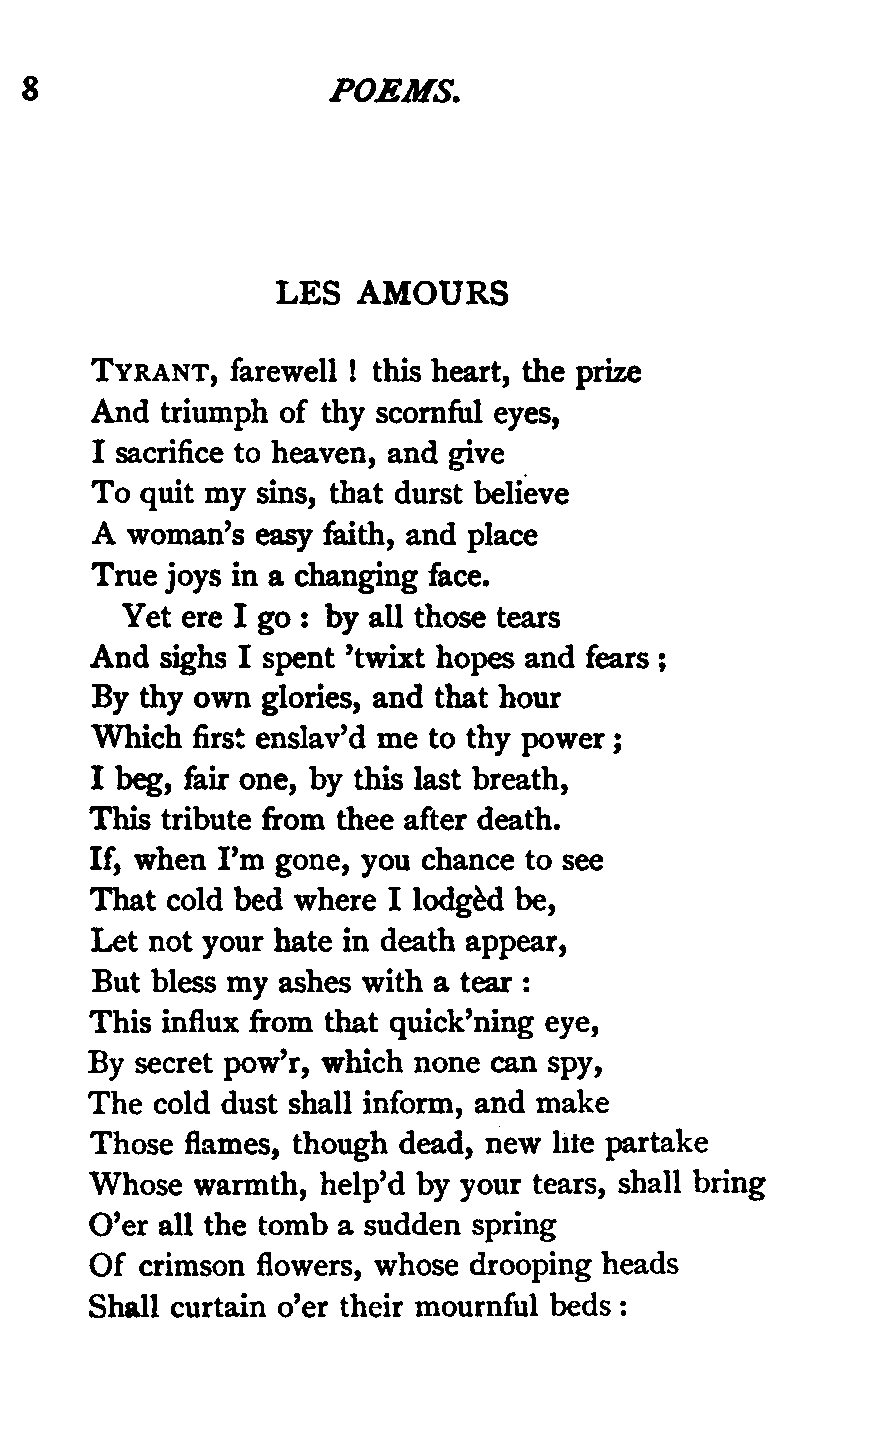 8 POEMS.
LES AMOURS
TYRANT, farewell ! this heart, the prize
And triumph of thy scornful eyes,
I sacrifice to heaven, and give
To quit my sins, that durst believe
A woman's easy faith, and place
True joys in a changing face.
Yet ere I go : by all those tears
And sighs I spent 'twixt hopes and fears ;
By thy own glories, and that hour
Which first enslav'd me to thy power ;
I beg, fair one, by this last breath,
This tribute from thee after death.
If, when I'm gone, you chance to see
That cold bed where I lodgèd be,
Let not your hate in death appear,
But bless my ashes with a tear :
This influx from that quick'ning eye,
By secret pow'r, which none can spy,
The cold dust shall inform, and make
Those flames, though dead, new life partake
Whose warmth, help'd by your tears, shall bring
O'er all the tomb a sudden spring
Of crimson flowers, whose drooping heads
Shall curtain o'er their mournful beds :